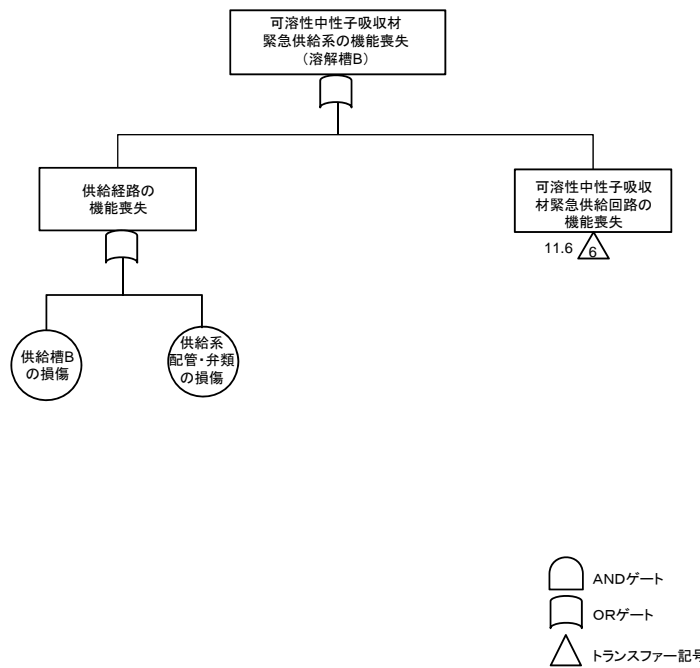 可溶性中性子吸収材
緊急供給系の機能喪失
（溶解槽B）
供給経路の
機能喪失
可溶性中性子吸収
材緊急供給回路の
機能喪失
11.6
6
供給槽B
の損傷
供給系
配管・弁類
の損傷
ANDゲート
ORゲート
トランスファー記号